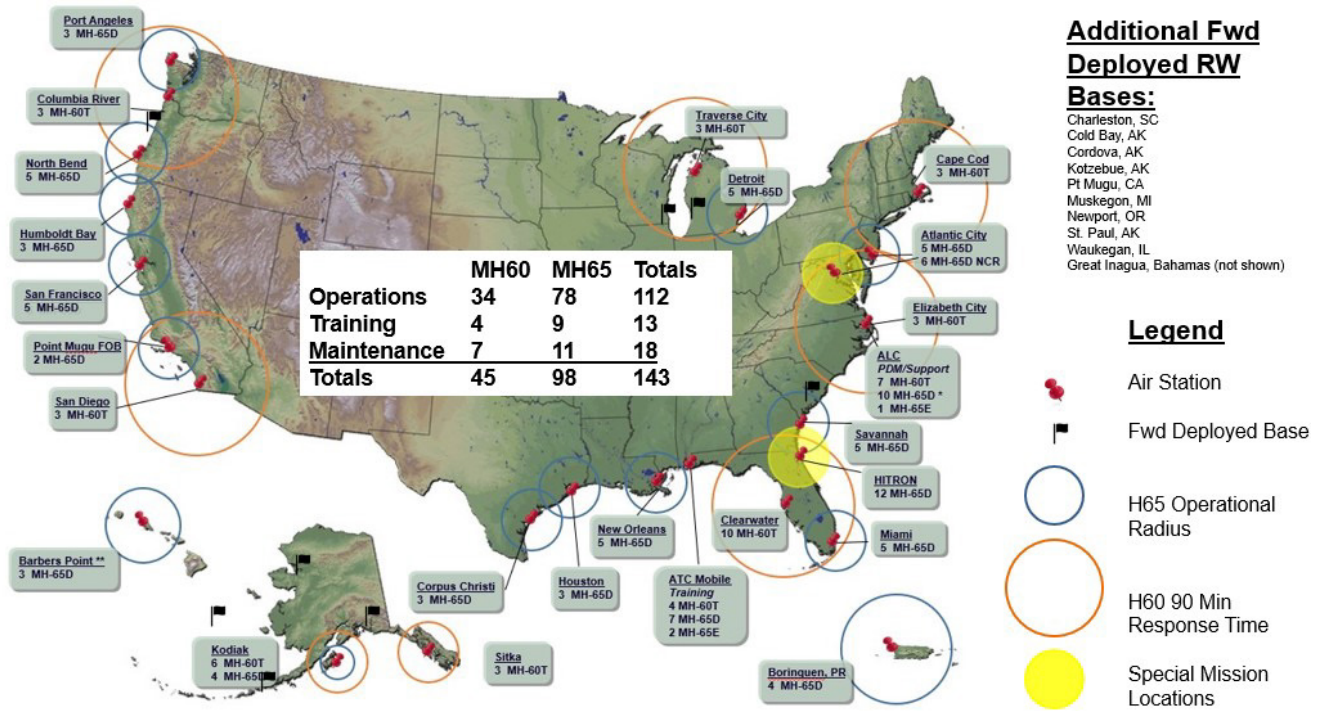 Port Angeles
3 MH-65D
Columbia River
3 MH-60T
North Bend
5 MH-65D
Humboldt Bay
3 MH-65D
San Francisco
5 MH-65D
Point Mugu FOB
2 MH-65D
San Diego
3 MH-60T
Traverse City
3 MH-60T
Detroit
5 MH-65D
Cape Cod
3 MH-60T
Atlantic City
5 MH-65D
6 MH-65D NCR
Elizabeth City
3 MH-60T
ALC
PDM/Support
7 MH-60T
10 MH-65D *
1 MH-65E
Savannah
5 MH-65D
HITRON
12 MH-65D
Clearwater
10 MH-60T
Miami
5 MH-65D
New Orleans
5 MH-65D
ATC Mobile
Training
4 MH-60T
7 MH-65D
2 MH-65E
Houston
3 MH-65D
Corpus Christi
3 MH-65D
Barbers Point **
3 MH-65D
Kodiak
6 MH-60T
4 MH-65D
Sitka
3 MH-60T
Borinquen, PR
4 MH-65D
MH60 MH65 Totals
Operations 34 78 112
Training 4 9 13
Maintenance 7 11 18
Totals 45 98 143
Additional Fwd
Deployed RW
Bases:
Charleston, SC
Cold Bay, AK
Cordova, AK
Kotzebue, AK
Pt Mugu, CA
Muskegon, MI
Newport, OR
St. Paul, AK
Waukegan, IL
Great Inagua, Bahamas (not shown)
Legend
Air Station
Fwd Deployed Base
H65 Operational
Radius
H60 90 Min
Response Time
Special Mission
Locations